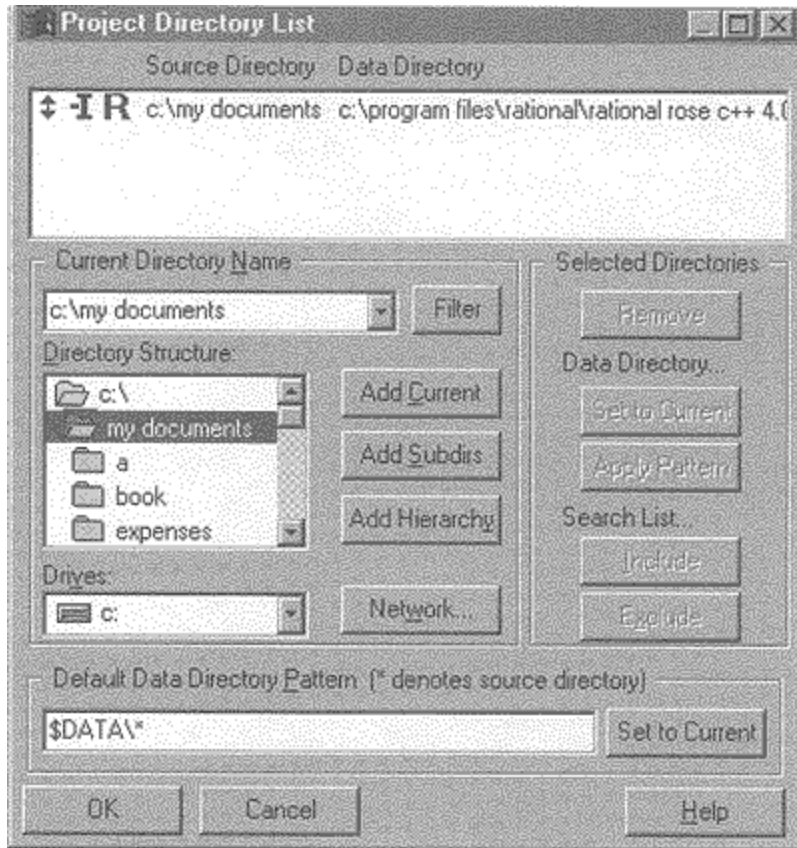 Project Directory List
Source Directory Data Directory
-I R c:\my documents c:\program files\rational\rational rose c++ 4.0
Current Directory Name
Selected Directories
c:\my documents
Filter
Remove
Directory Structure:
Data Directory...
c:\
Add Current
Set to Current
my documents
a
Add Subdirs
Apply Pattern
book
Add Hierarchy
Search List...
expenses
Include
Drives:
c:
Network...
Exclude
Default Data Directory Pattern (* denotes source directory)
$DATA\*
Set to Current
OK
Cancel
Help